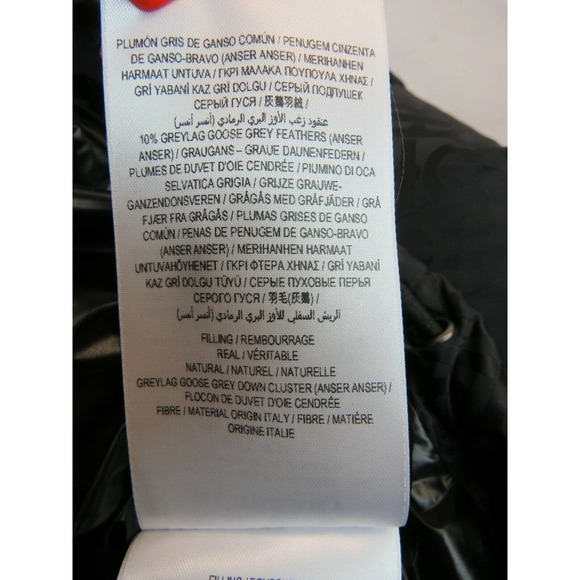 PLUMÓN GRIS DE GANSO COMÚN / PENUGEM CINZENTA
DE GANSO-BRAVO (ANSER ANSER) / MERIHANHEN
HARMAAT UNTUVA / ΓΚΡΙ ΜΑΛΑΚΑ ΠΟΥΠΟΥΛΑ ΧΗΝΑΣ /
GRİ YABANİ KAZ GRİ DOLGU / СЕРЫЙ ПОДПУШЕК
СЕРЫЙ ГУСЯ / 灰鵝羽絨 /
عنقود زغب الأوز البري الرمادي (أنسر أنسر) /
10% GREYLAG GOOSE GREY FEATHERS (ANSER
ANSER) / GRAUGANS – GRAUE DAUNENFEDERN /
PLUMES DE DUVET D'OIE CENDRÉE / PIUMINO DI OCA
SELVATICA GRIGIA / GRIJZE GRAUWE-
GANZENDONSVEREN / GRÅGÅS MED GRÅFJÄDER / GRÅ
FJÆR FRA GRÅGÅS / PLUMAS GRISES DE GANSO
COMÚN / PENAS DE PENUGEM DE GANSO-BRAVO
(ANSER ANSER) / MERIHANHEN HARMAAT
UNTUVAHÖYHENET / ΓΚΡΙ ΦΤΕΡΑ ΧΗΝΑΣ / GRİ YABANİ
KAZ GRİ DOLGU TÜYÜ / СЕРЫЕ ПУХОВЫЕ ПЕРЬЯ
СЕРОГО ГУСЯ / 羽毛(灰鵝) /
الريش السفلي للأوز البري الرمادي (أنسر أنسر) /
FILLING / REMBOURRAGE
REAL / VÉRITABLE
NATURAL / NATUREL / NATURELLE
GREYLAG GOOSE GREY DOWN CLUSTER (ANSER ANSER) /
FLOCON DE DUVET D'OIE CENDRÉE
FIBRE / MATERIAL ORIGIN ITALY / FIBRE / MATIÈRE
ORIGINE ITALIE
FILLING /